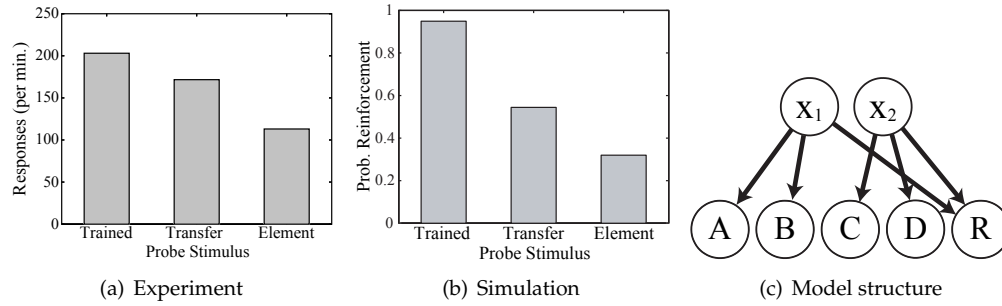 Responses (per min.)
250
200
150
100
50
0
Trained Transfer Element
Probe Stimulus
(a) Experiment
Prob. Reinforcement
1
0.8
0.6
0.4
0.2
0
Trained Transfer Element
Probe Stimulus
(b) Simulation
x₁ x₂
A B C D R
(c) Model structure